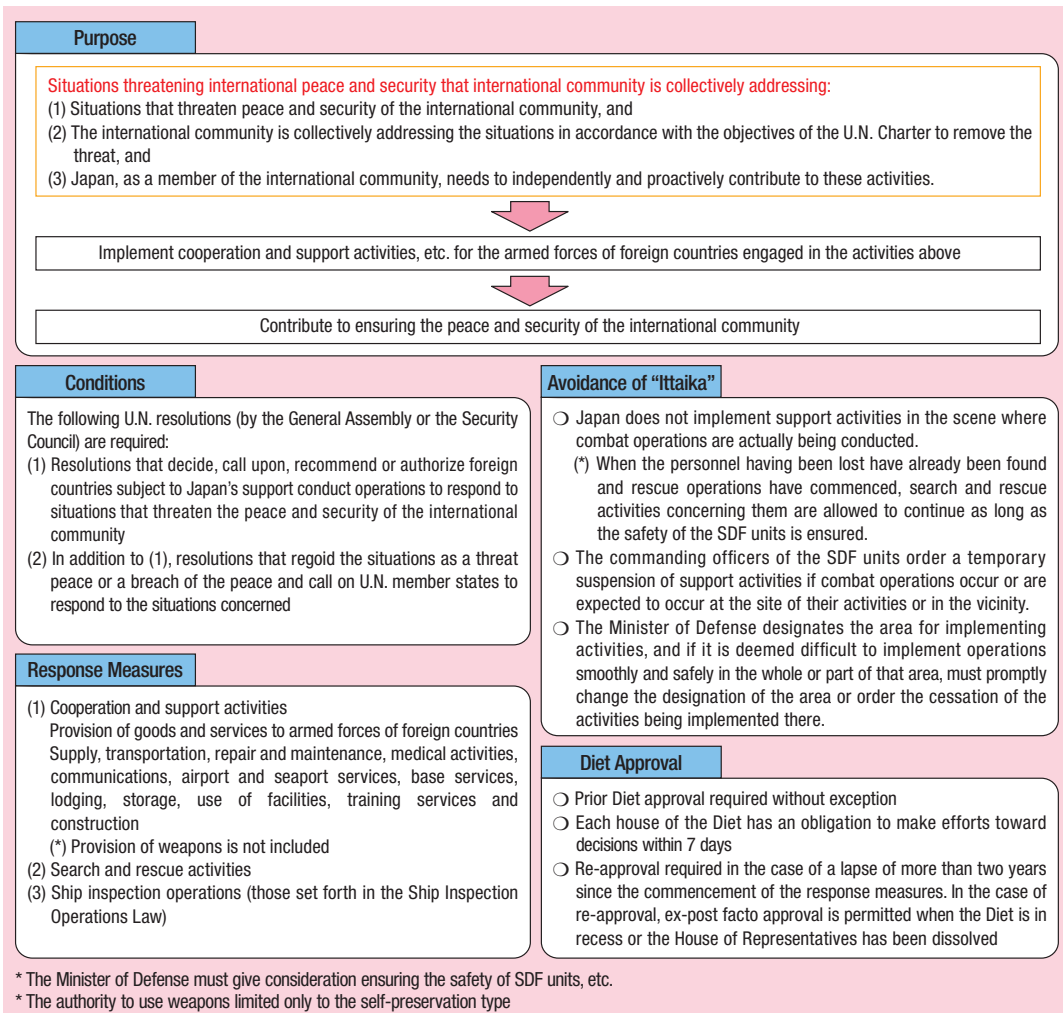 Purpose
Situations threatening international peace and security that international community is collectively addressing:
(1) Situations that threaten peace and security of the international community, and
(2) The international community is collectively addressing the situations in accordance with the objectives of the U.N. Charter to remove the
threat, and
(3) Japan, as a member of the international community, needs to independently and proactively contribute to these activities.
Implement cooperation and support activities, etc. for the armed forces of foreign countries engaged in the activities above
Contribute to ensuring the peace and security of the international community
Conditions
The following U.N. resolutions (by the General Assembly or the Security
Council) are required:
(1) Resolutions that decide, call upon, recommend or authorize foreign
countries subject to Japan's support conduct operations to respond to
situations that threaten the peace and security of the international
community
(2) In addition to (1), resolutions that regoid the situations as a threat
peace or a breach of the peace and call on U.N. member states to
respond to the situations concerned
Response Measures
(1) Cooperation and support activities
Provision of goods and services to armed forces of foreign countries
Supply, transportation, repair and maintenance, medical activities,
communications, airport and seaport services, base services,
lodging, storage, use of facilities, training services and
construction
(*) Provision of weapons is not included
(2) Search and rescue activities
(3) Ship inspection operations (those set forth in the Ship Inspection
Operations Law)
Avoidance of “Ittaika”
❍ Japan does not implement support activities in the scene where
combat operations are actually being conducted.
(*) When the personnel having been lost have already been found
and rescue operations have commenced, search and rescue
activities concerning them are allowed to continue as long as
the safety of the SDF units is ensured.
❍ The commanding officers of the SDF units order a temporary
suspension of support activities if combat operations occur or are
expected to occur at the site of their activities or in the vicinity.
❍ The Minister of Defense designates the area for implementing
activities, and if it is deemed difficult to implement operations
smoothly and safely in the whole or part of that area, must promptly
change the designation of the area or order the cessation of the
activities being implemented there.
Diet Approval
❍ Prior Diet approval required without exception
❍ Each house of the Diet has an obligation to make efforts toward
decisions within 7 days
❍ Re-approval required in the case of a lapse of more than two years
since the commencement of the response measures. In the case of
re-approval, ex-post facto approval is permitted when the Diet is in
recess or the House of Representatives has been dissolved
* The Minister of Defense must give consideration ensuring the safety of SDF units, etc.
* The authority to use weapons limited only to the self-preservation type